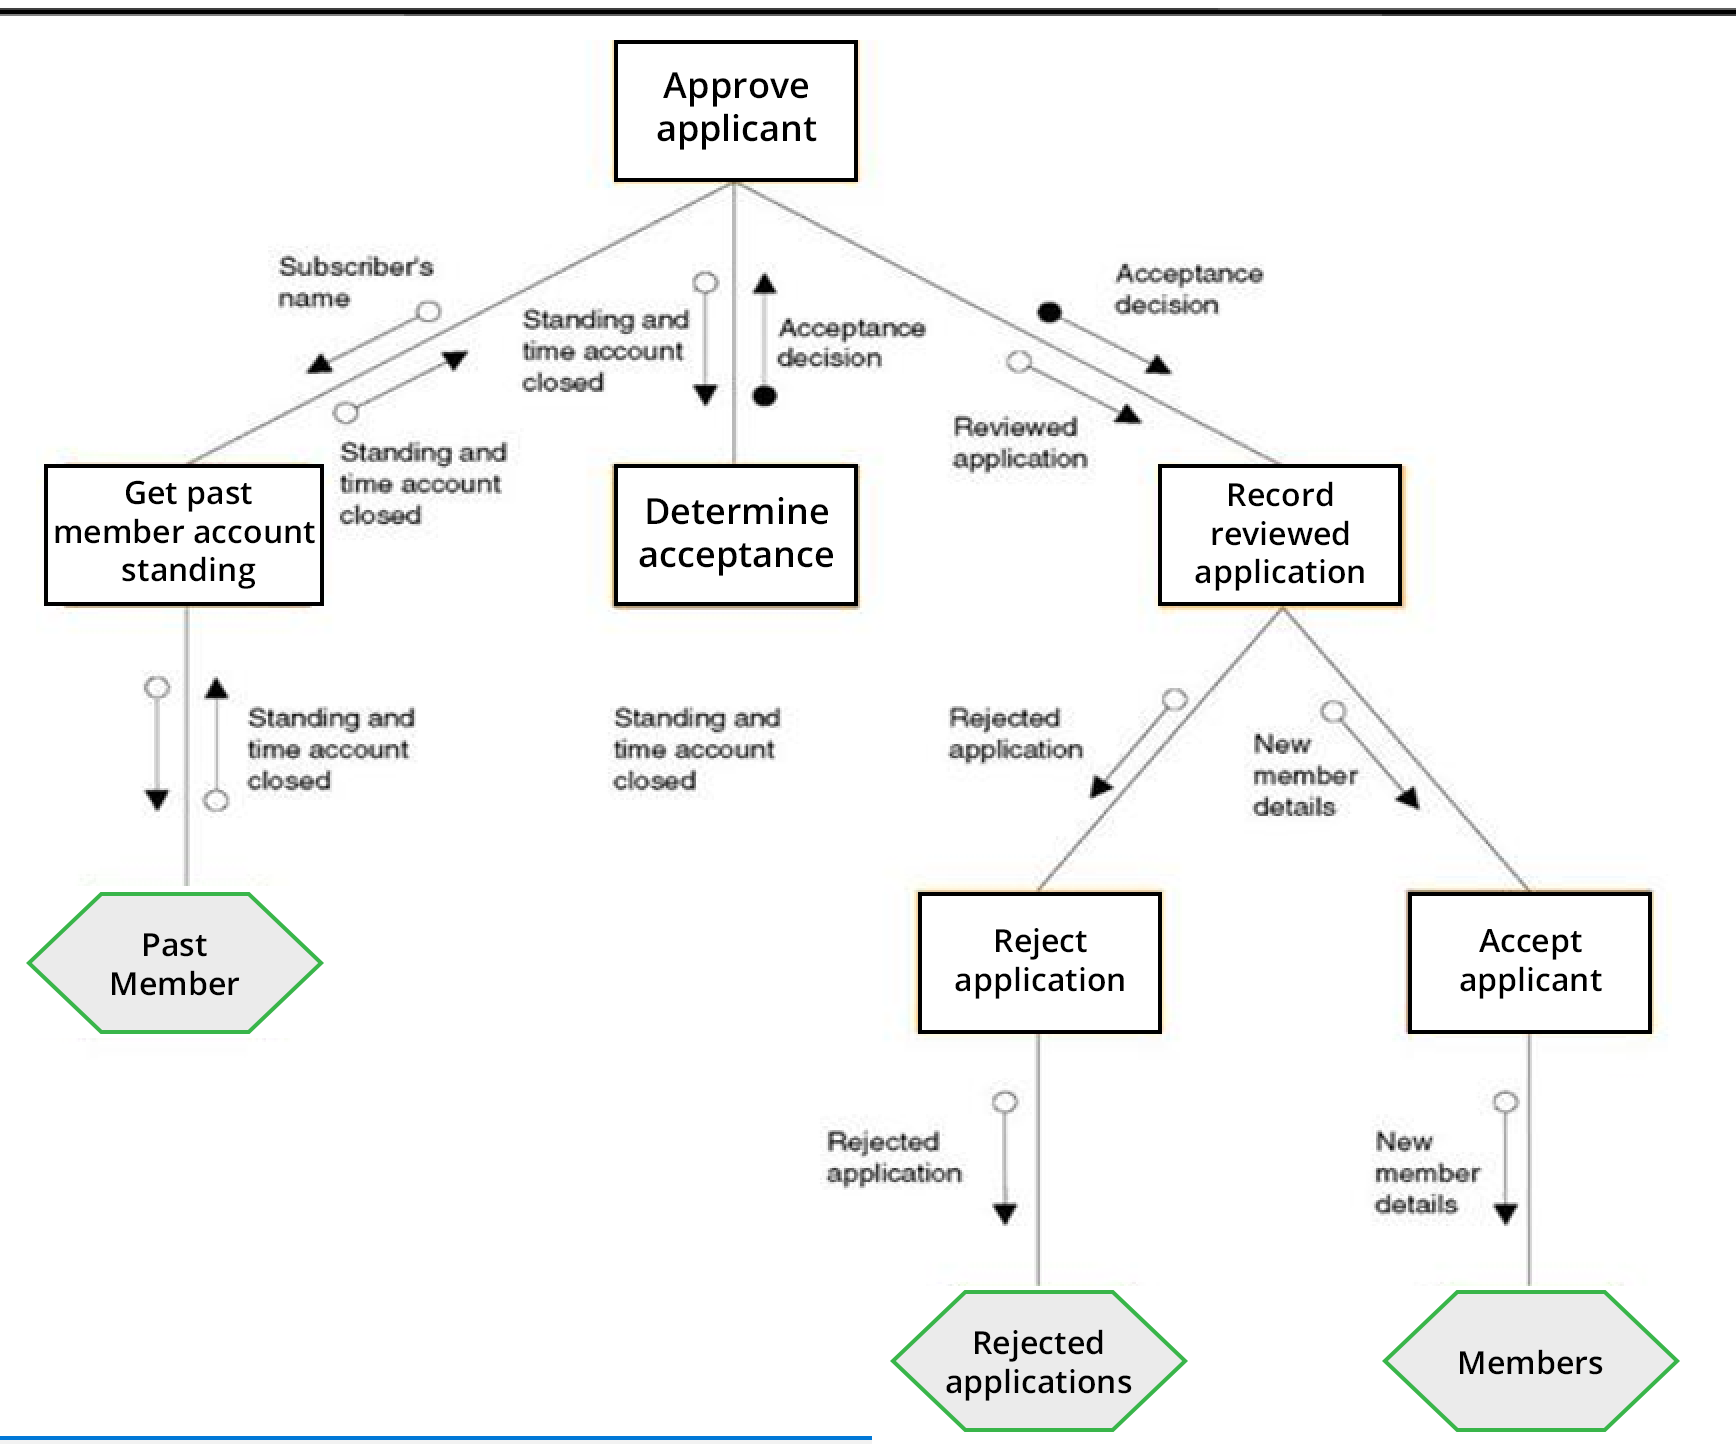 Approve
applicant
Subscriber's
name
Standing and
time account
closed
Acceptance
decision
Acceptance
decision
Standing and
time account
closed
Reviewed
application
Get past
member account
standing
Determine
acceptance
Record
reviewed
application
Standing and
time account
closed
Standing and
time account
closed
Rejected
application
New
member
details
Past
Member
Reject
application
Accept
applicant
Rejected
application
New
member
details
Rejected
applications
Members